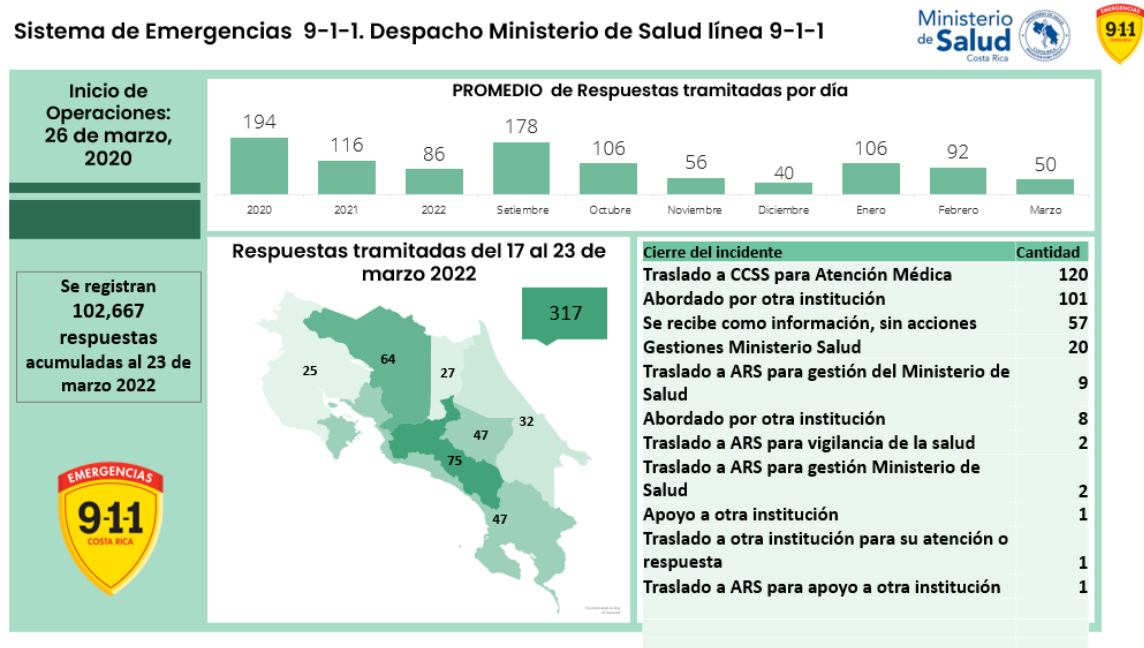 Sistema de Emergencias 9-1-1. Despacho Ministerio de Salud línea 9-1-1
Ministerio
de Salud
Costa Rica
EMERGENCIAS
9-1-1
COSTA RICA
Inicio de
Operaciones:
26 de marzo,
2020
PROMEDIO de Respuestas tramitadas por día
194
116
86
178
106
56
40
106
92
50
2020
2021
2022
Setiembre
Octubre
Noviembre
Diciembre
Enero
Febrero
Marzo
Se registran
102,667
respuestas
acumuladas al 23 de
marzo 2022
EMERGENCIAS
9-1-1
COSTA RICA
Respuestas tramitadas del 17 al 23 de
marzo 2022
317
25
64
27
32
47
75
47
Cierre del incidente Cantidad
Traslado a CCSS para Atención Médica 120
Abordado por otra institución 101
Se recibe como información, sin acciones 57
Gestiones Ministerio Salud 20
Traslado a ARS para gestión del Ministerio de
Salud 9
Abordado por otra institución 8
Traslado a ARS para vigilancia de la salud 2
Traslado a ARS para gestión Ministerio de
Salud 2
Apoyo a otra institución 1
Traslado a otra institución para su atención o
respuesta 1
Traslado a ARS para apoyo a otra institución 1